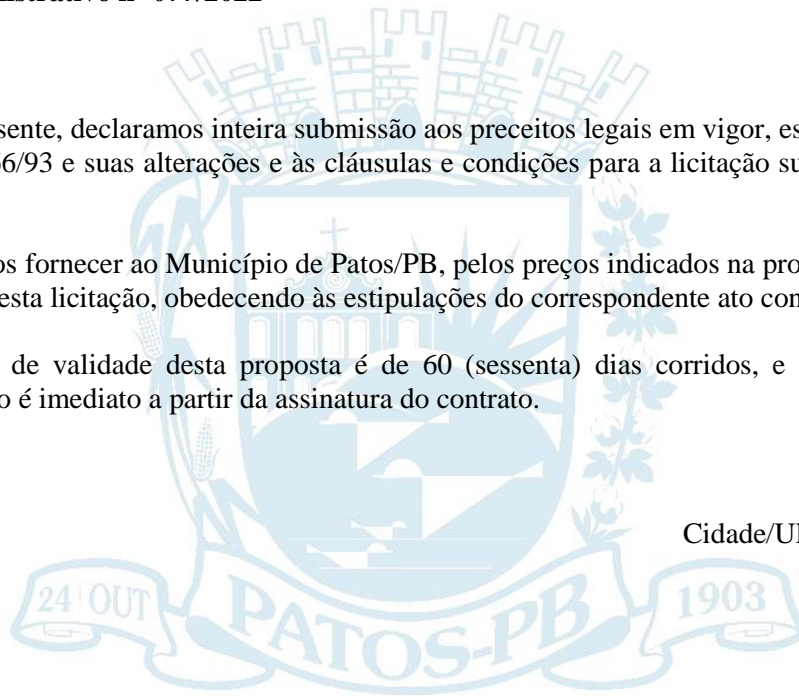 sente, declaramos inteira submissão aos preceitos legais em vigor, es
66/93 e suas alterações e às cláusulas e condições para a licitação su
os fornecer ao Município de Patos/PB, pelos preços indicados na pro
esta licitação, obedecendo às estipulações do correspondente ato con
de validade desta proposta é de 60 (sessenta) dias corridos, e
o é imediato a partir da assinatura do contrato.
Cidade/U
24 OUT
PATOS-PB
1903